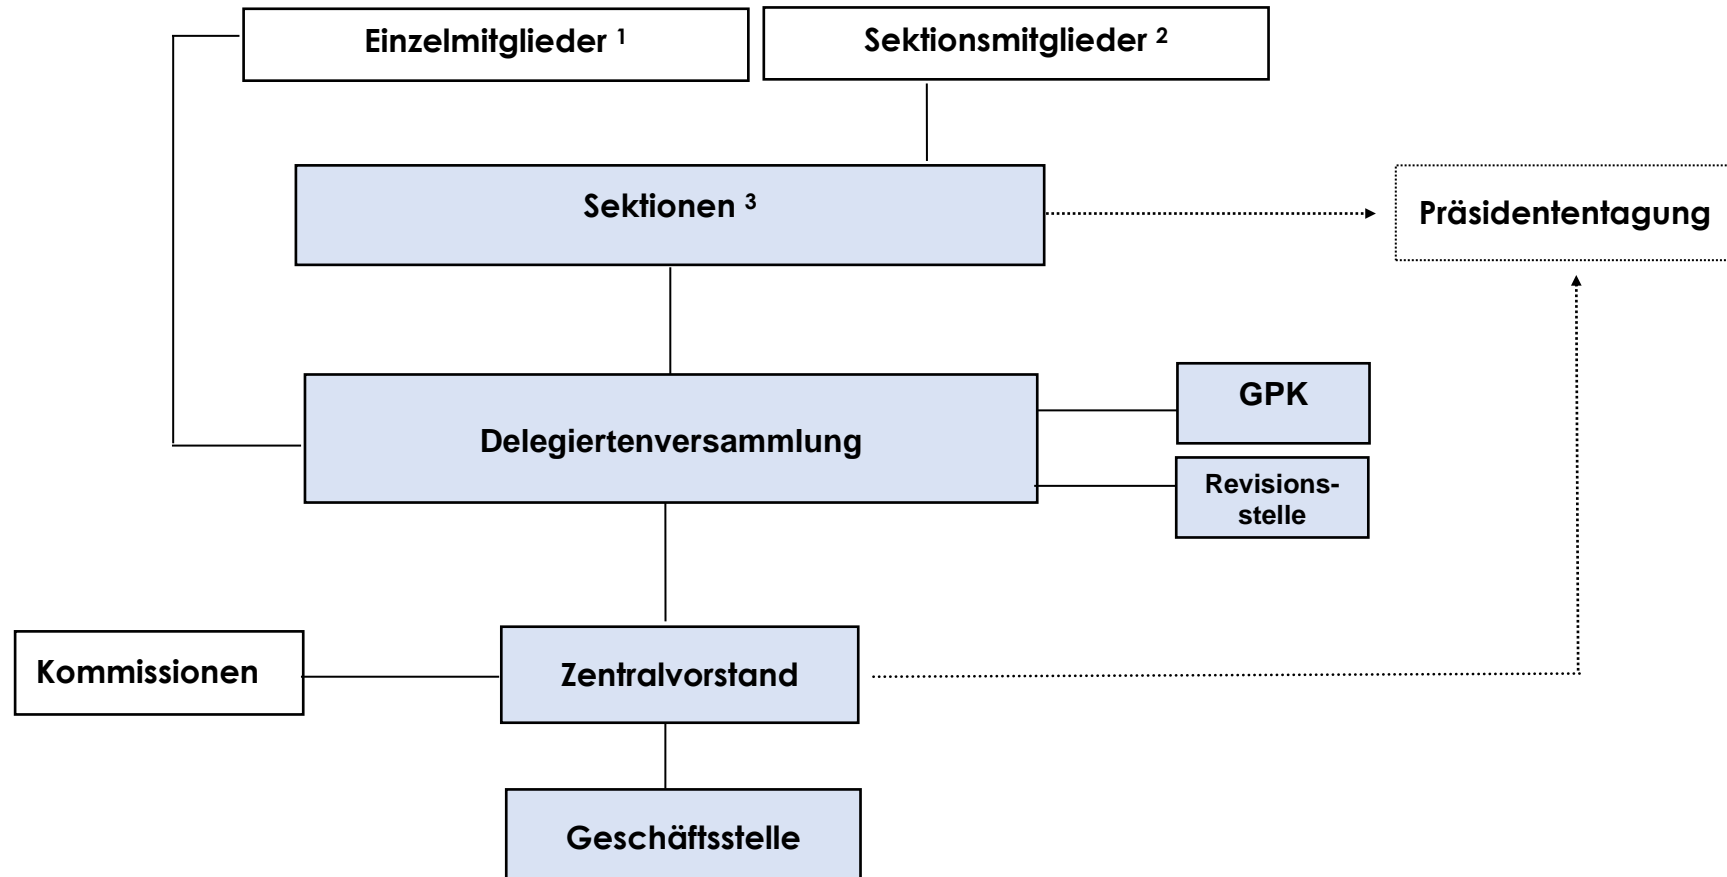 Einzelmitglieder ¹
Sektionsmitglieder ²
Sektionen ³
Präsidententagung
GPK
Delegiertenversammlung
Revisions-
stelle
Kommissionen
Zentralvorstand
Geschäftsstelle